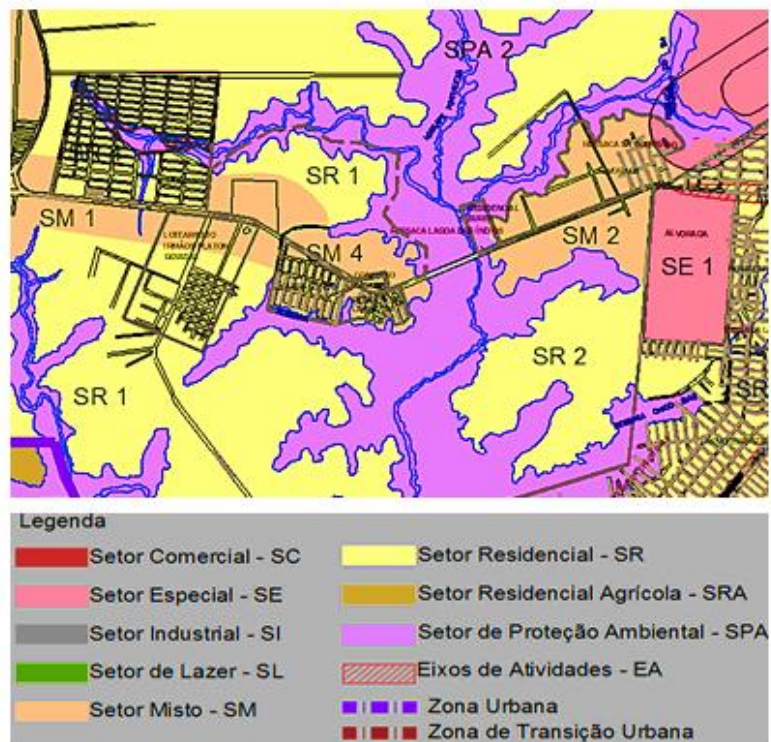 SPA 2
SR 1
SM 1
SM 4
SM 2
ALVORADA
SE 1
SR 2
SR 1
SR
Legenda
Setor Comercial - SC
Setor Especial - SE
Setor Industrial - SI
Setor de Lazer - SL
Setor Misto - SM
Setor Residencial - SR
Setor Residencial Agrícola - SRA
Setor de Proteção Ambiental - SPA
Eixos de Atividades - EA
Zona Urbana
Zona de Transição Urbana